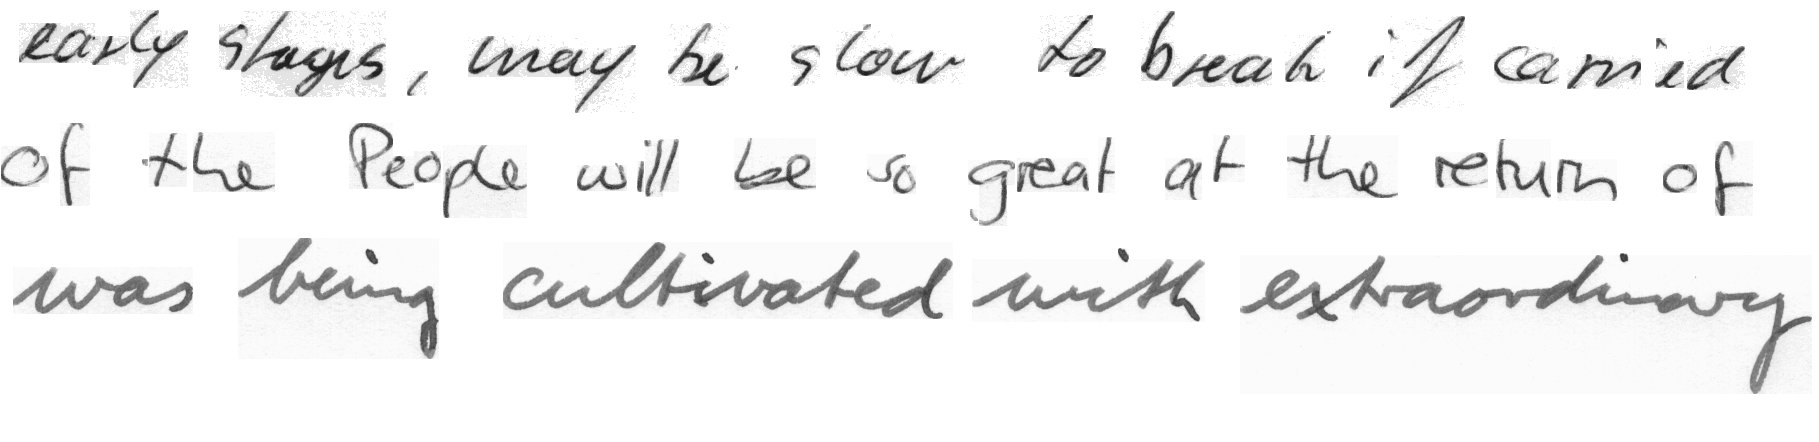 early stages, may be slow to break if carried
of the People will be so great at the return of
was being cultivated with extraordinary